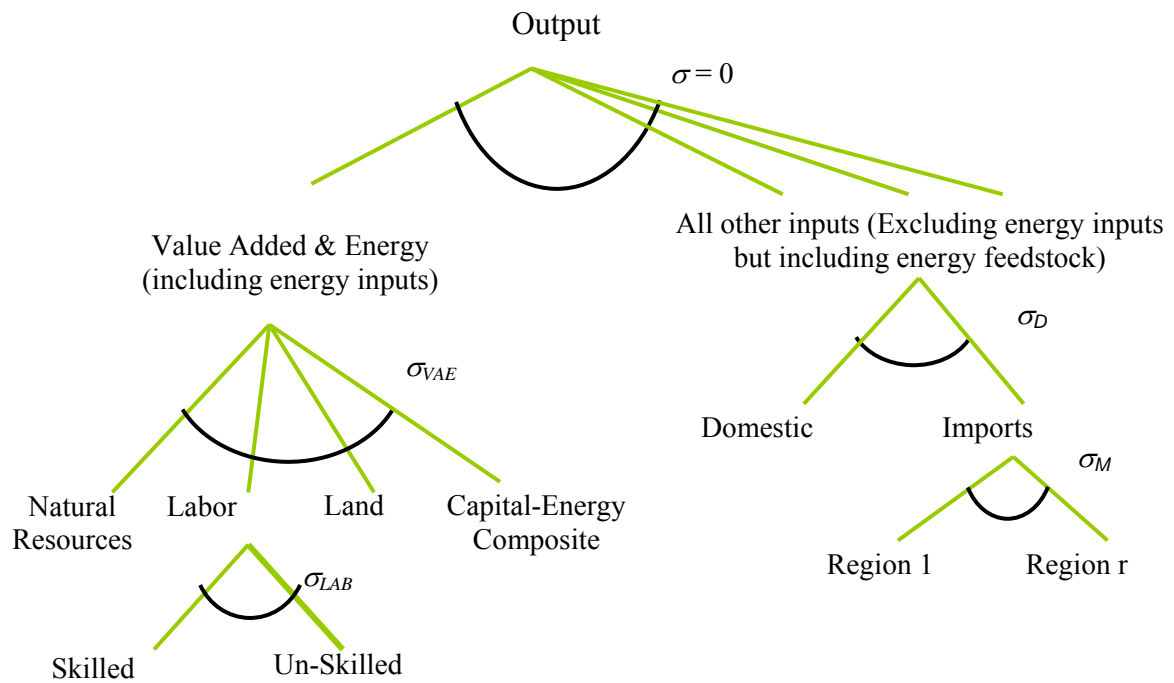 Output
σ = 0
Value Added & Energy
(including energy inputs)
All other inputs (Excluding energy inputs
but including energy feedstock)
σD
σVAE
Domestic
Imports
σM
Natural
Resources
Labor
Land
Capital-Energy
Composite
Region 1
Region r
σLAB
Skilled
Un-Skilled